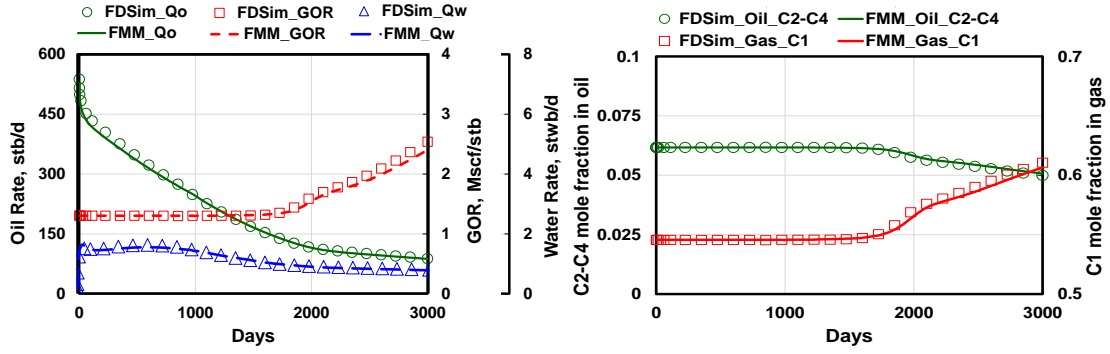 FDSim_Qo FDSim_GOR FDSim_Qw
FMM_Qo FMM_GOR FMM_Qw
600
450
300
150
0
Oil Rate, stb/d
0 1000 2000 3000
Days
4
3
2
1
0
GOR, Mscf/stb
8
6
4
2
0
Water Rate, stwb/d
FDSim_Oil_C2-C4 FMM_Oil_C2-C4
FDSim_Gas_C1 FMM_Gas_C1
0.1
0.075
0.05
0.025
0
C2-C4 mole fraction in oil
0 1000 2000 3000
Days
0.7
0.6
0.5
C1 mole fraction in gas